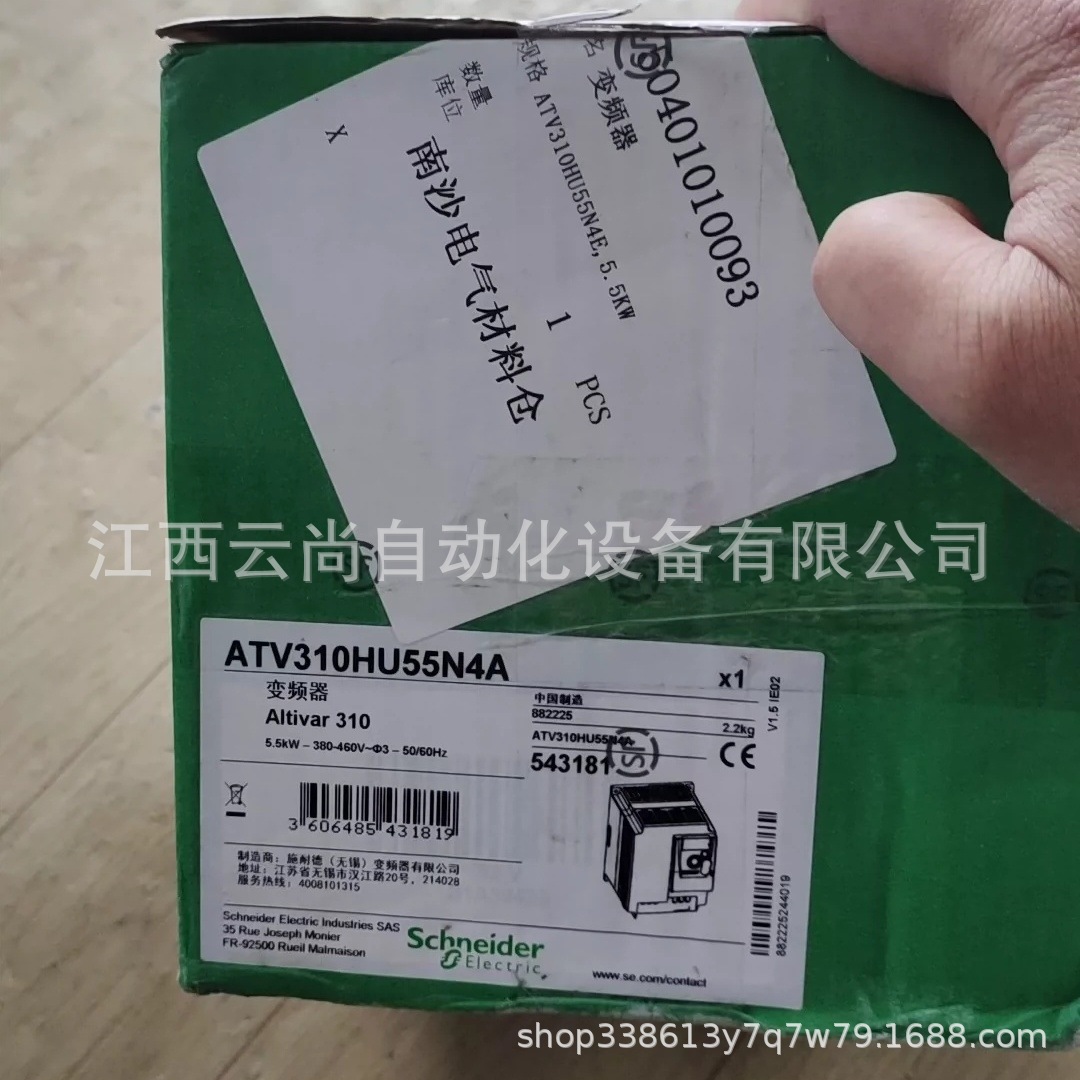 0401010093
名 变频器
规格 ATV310HU55N4E,5.5KW
数量 1 PCS
库位 南沙电气材料仓
X
江西云尚自动化设备有限公司
ATV310HU55N4A
x1
变频器
Altivar 310
5.5kW – 380-460V~Φ3 – 50/60Hz
中国制造
882225
2.2kg
ATV310HU55N4A
543181
CE
V1.5 IE02
3 606485 431819
制造商：施耐德（无锡）变频器有限公司
地址：江苏省无锡市汉江路20号，214028
服务热线：4008101315
Schneider Electric Industries SAS
35 Rue Joseph Monier
FR-92500 Rueil Malmaison
Schneider
Electric
www.se.com/contact
882225244019
shop338613y7q7w79.1688.com